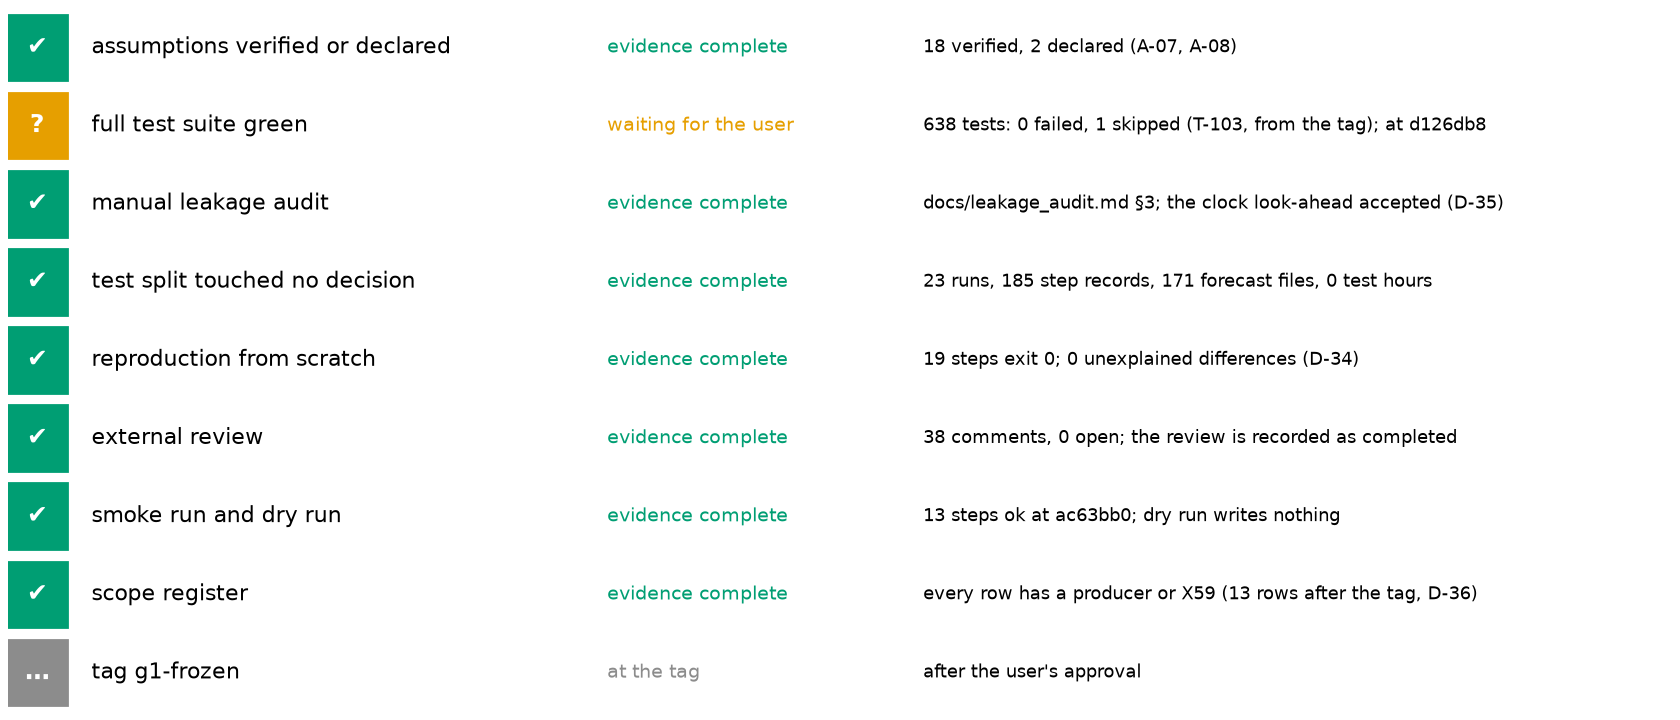 ✔ assumptions verified or declared evidence complete 18 verified, 2 declared (A-07, A-08)
? full test suite green waiting for the user 638 tests: 0 failed, 1 skipped (T-103, from the tag); at d126db8
✔ manual leakage audit evidence complete docs/leakage_audit.md §3; the clock look-ahead accepted (D-35)
✔ test split touched no decision evidence complete 23 runs, 185 step records, 171 forecast files, 0 test hours
✔ reproduction from scratch evidence complete 19 steps exit 0; 0 unexplained differences (D-34)
✔ external review evidence complete 38 comments, 0 open; the review is recorded as completed
✔ smoke run and dry run evidence complete 13 steps ok at ac63bb0; dry run writes nothing
✔ scope register evidence complete every row has a producer or X59 (13 rows after the tag, D-36)
… tag g1-frozen at the tag after the user's approval